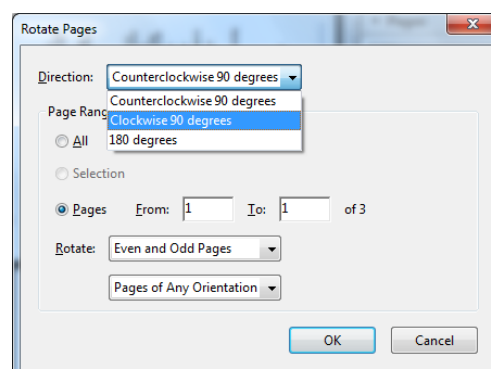 Rotate Pages
Direction: Counterclockwise 90 degrees
Counterclockwise 90 degrees
Page Rang Clockwise 90 degrees
All 180 degrees
Selection
Pages From: 1 To: 1 of 3
Rotate: Even and Odd Pages
Pages of Any Orientation
OK Cancel